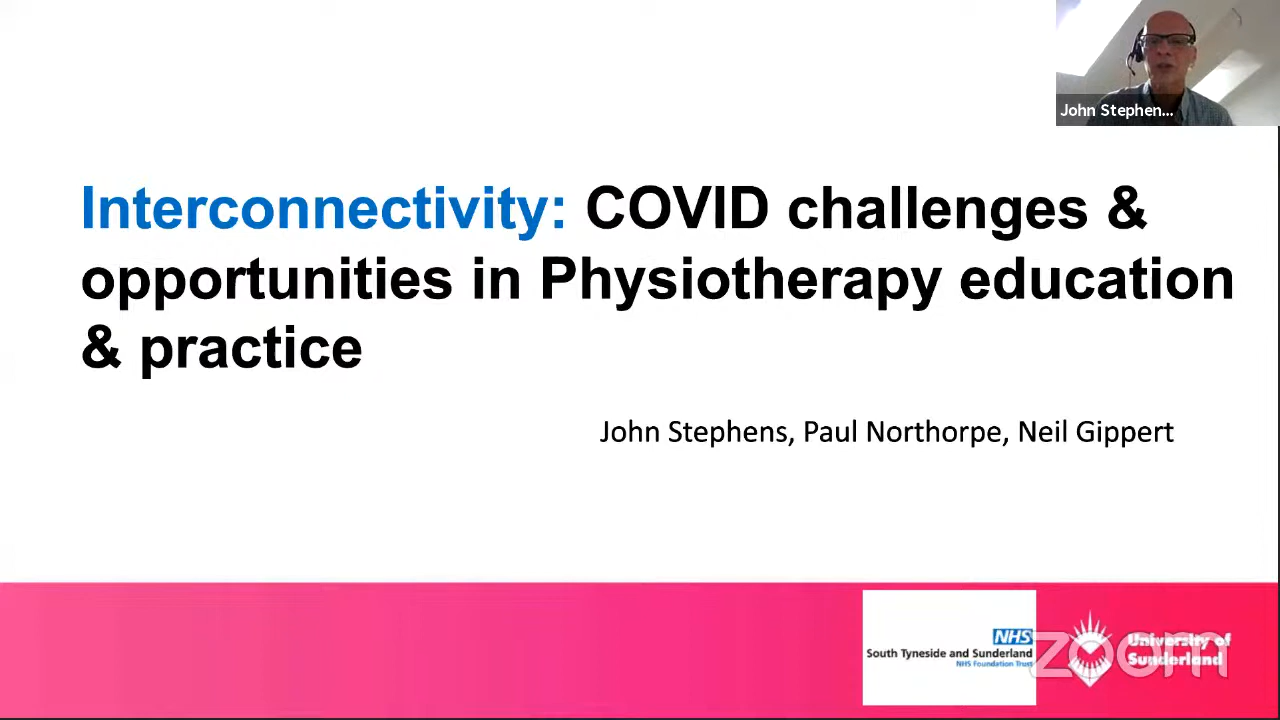 John Stephen...
Interconnectivity: COVID challenges &
opportunities in Physiotherapy education
& practice
John Stephens, Paul Northorpe, Neil Gippert
NHS
South Tyneside and Sunderland
NHS Foundation Trust
University of
Sunderland
zoom